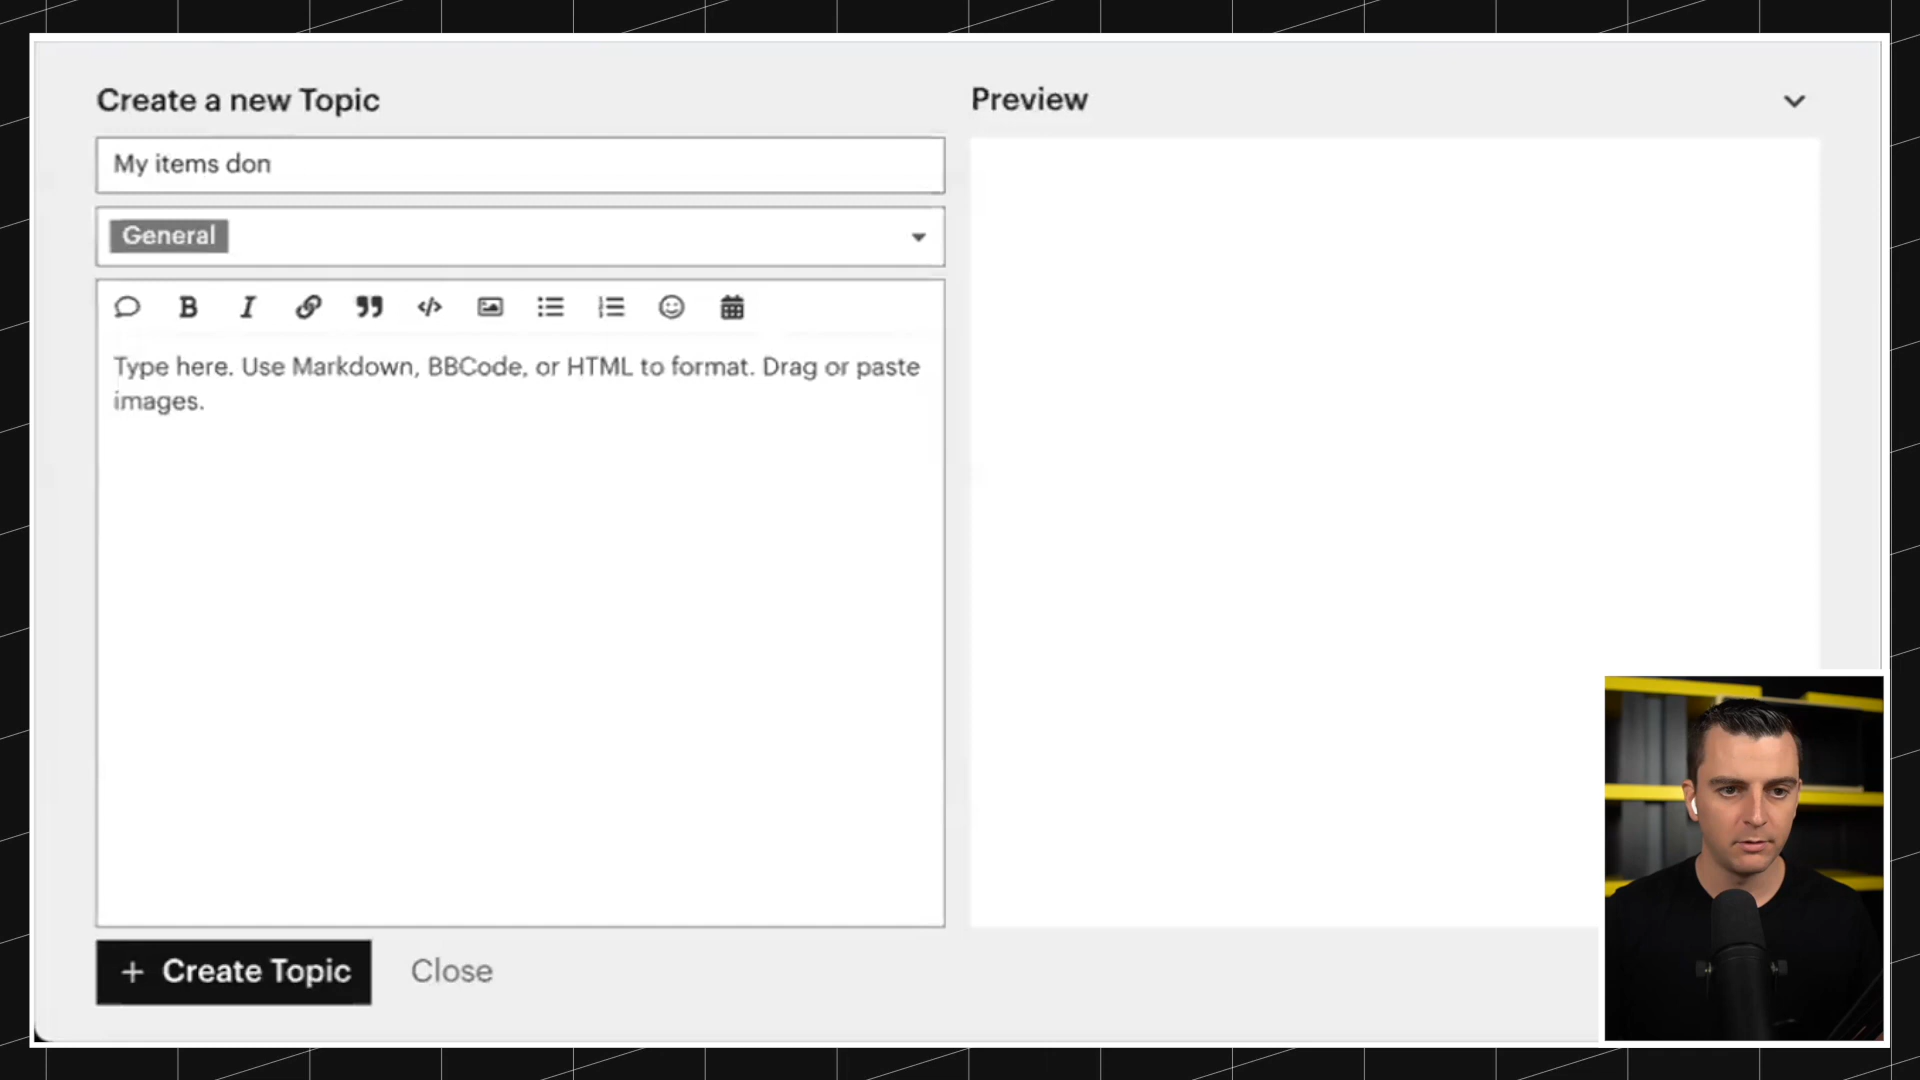 Create a new Topic
Preview
My items don
General
Type here. Use Markdown, BBCode, or HTML to format. Drag or paste
images.
+ Create Topic
Close